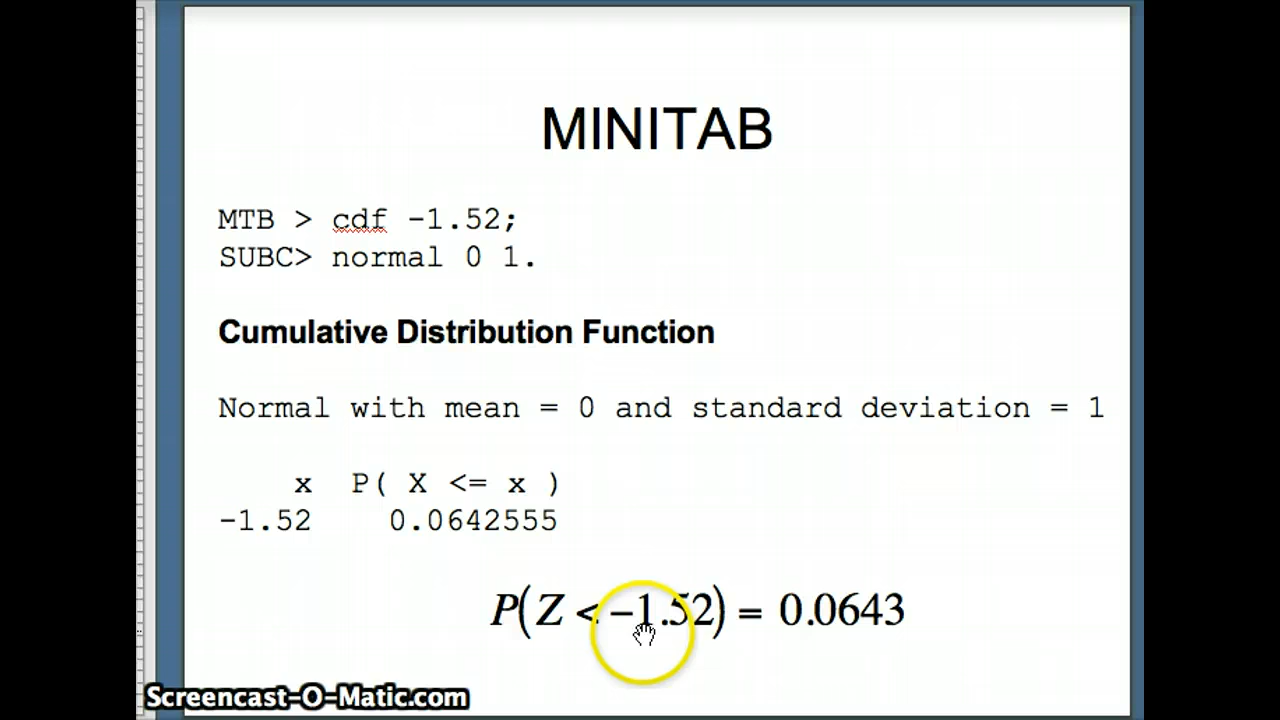 MINITAB
MTB > cdf -1.52;
SUBC> normal 0 1.
Cumulative Distribution Function
Normal with mean = 0 and standard deviation = 1
x P( X <= x )
-1.52 0.0642555
P(Z < −1.52) = 0.0643
Screencast-O-Matic.com